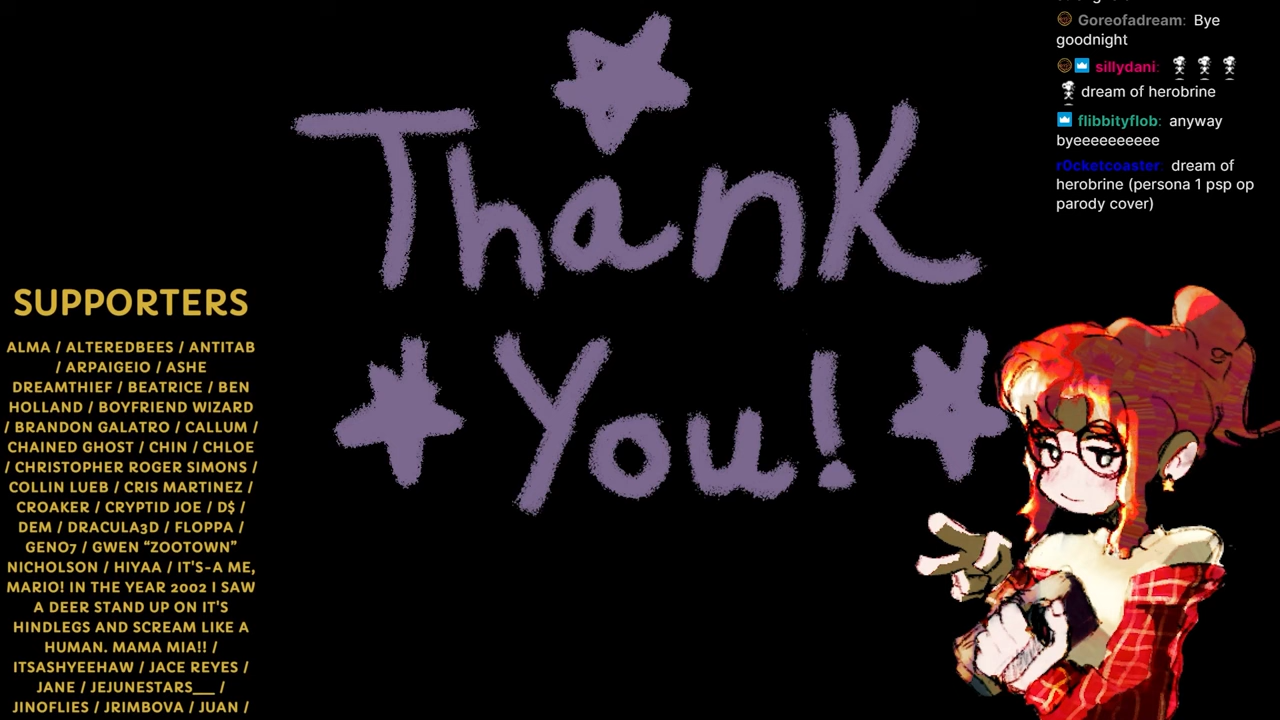 Thank
You!
SUPPORTERS
ALMA / ALTEREDBEES / ANTITAB
/ ARPAIGEIO / ASHE
DREAMTHIEF / BEATRICE / BEN
HOLLAND / BOYFRIEND WIZARD
/ BRANDON GALATRO / CALLUM /
CHAINED GHOST / CHIN / CHLOE
/ CHRISTOPHER ROGER SIMONS /
COLLIN LUEB / CRIS MARTINEZ /
CROAKER / CRYPTID JOE / D$ /
DEM / DRACULA3D / FLOPPA /
GENO7 / GWEN “ZOOTOWN”
NICHOLSON / HIYAA / IT'S-A ME,
MARIO! IN THE YEAR 2002 I SAW
A DEER STAND UP ON IT'S
HINDLEGS AND SCREAM LIKE A
HUMAN. MAMA MIA!! /
ITSASHYEEHAW / JACE REYES /
JANE / JEJUNESTARS__ /
JINOFLIES / JRIMBOVA / JUAN /
Goreofadream: Bye
goodnight
sillydani:
dream of herobrine
flibbityflob: anyway
byeeeeeeeeee
r0cketcoaster: dream of
herobrine (persona 1 psp op
parody cover)